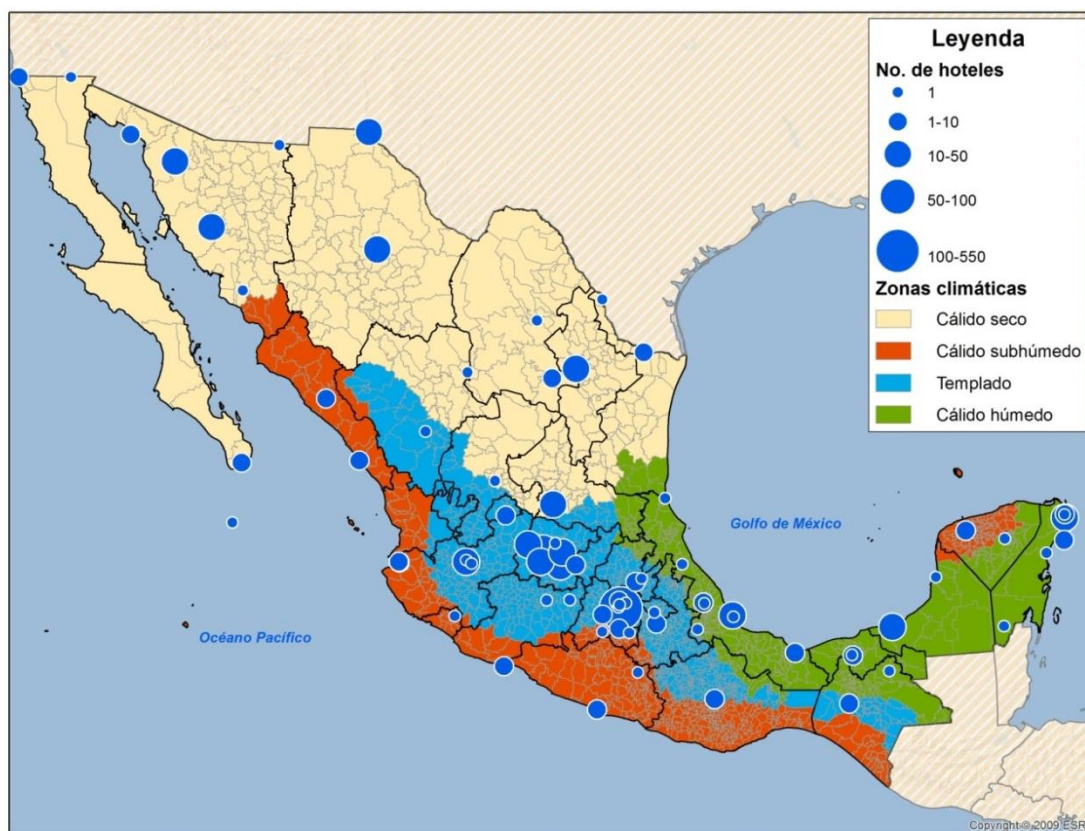 Leyenda
No. de hoteles
1
1-10
10-50
50-100
100-550
Zonas climáticas
Cálido seco
Cálido subhúmedo
Templado
Cálido húmedo
Golfo de México
Océano Pacífico
Copyright © 2009 ESR